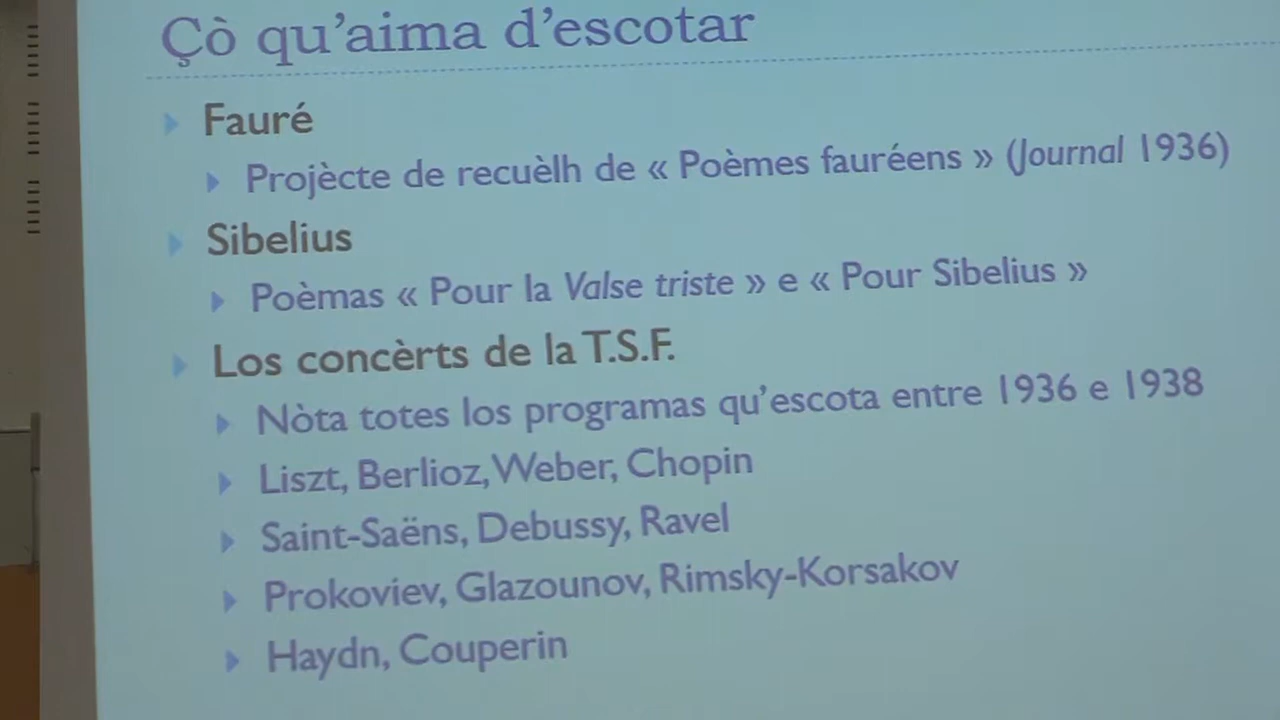 Çò qu’aima d’escotar
Fauré
Projècte de recuèlh de « Poèmes fauréens » (Journal 1936)
Sibelius
Poèmas « Pour la Valse triste » e « Pour Sibelius »
Los concèrts de la T.S.F.
Nòta totes los programas qu’escota entre 1936 e 1938
Liszt, Berlioz, Weber, Chopin
Saint-Saëns, Debussy, Ravel
Prokoviev, Glazounov, Rimsky-Korsakov
Haydn, Couperin